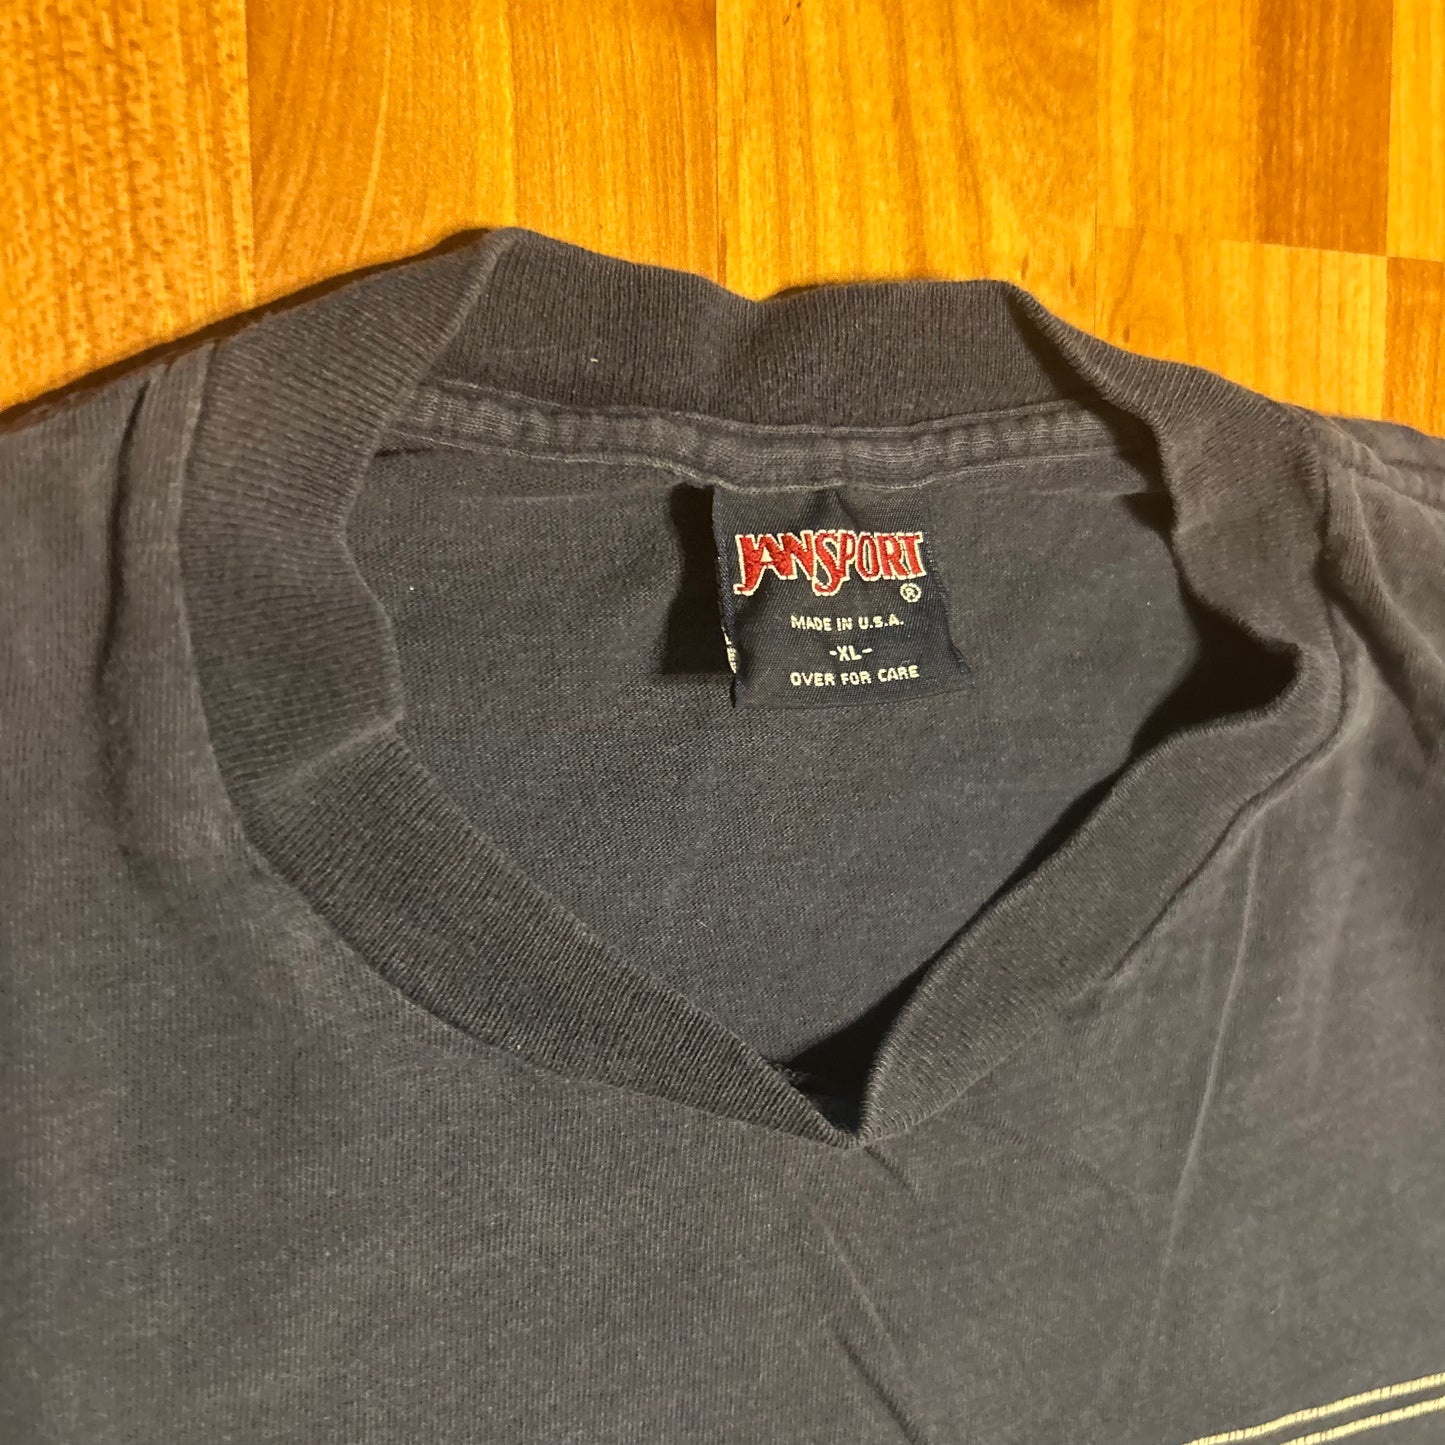 JANSPORT®
MADE IN U.S.A.
-XL-
OVER FOR CARE